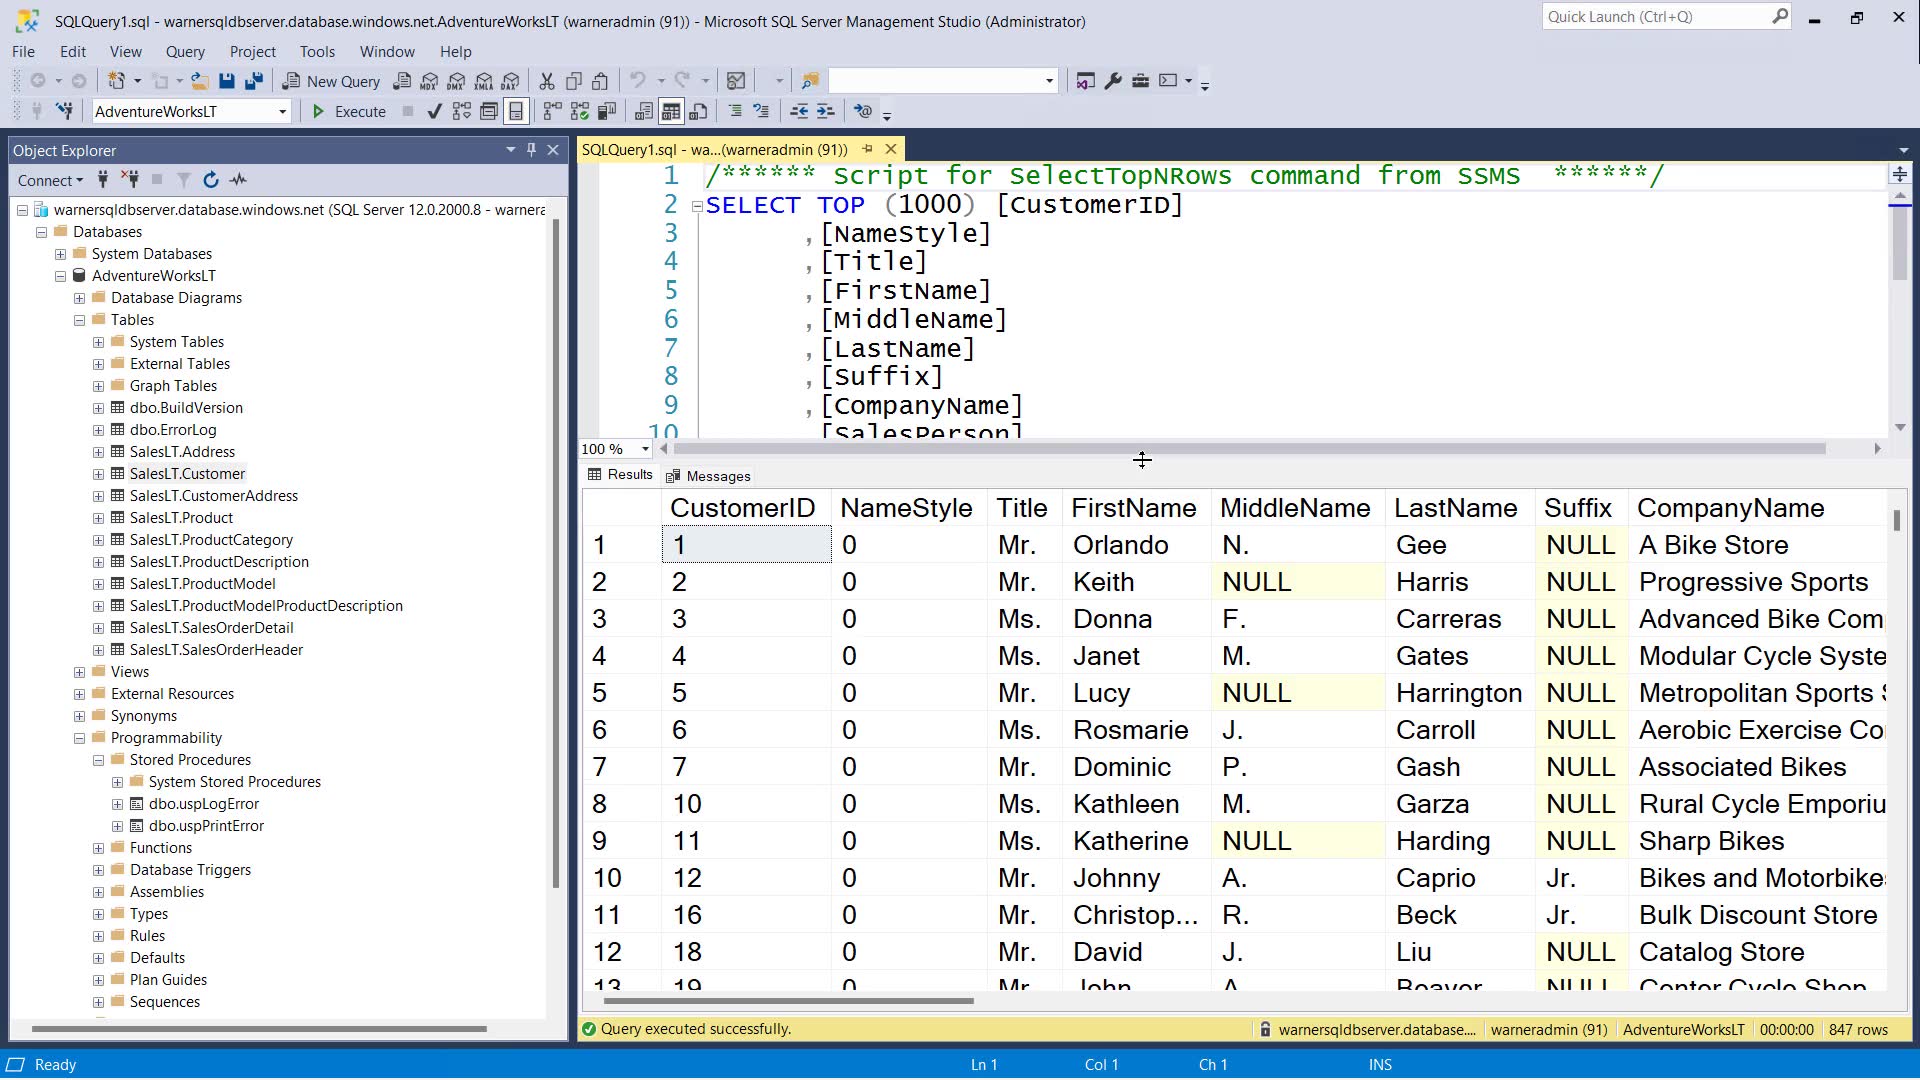 SQLQuery1.sql - warnersqldbserver.database.windows.net.AdventureWorksLT (warneradmin (91)) - Microsoft SQL Server Management Studio (Administrator)
Quick Launch (Ctrl+Q)
File Edit View Query Project Tools Window Help
New Query MDX DMX XMLA DAX
AdventureWorksLT Execute
Object Explorer
SQLQuery1.sql - wa...(warneradmin (91))
Connect
warnersqldbserver.database.windows.net (SQL Server 12.0.2000.8 - warnera
Databases
System Databases
AdventureWorksLT
Database Diagrams
Tables
System Tables
External Tables
Graph Tables
dbo.BuildVersion
dbo.ErrorLog
SalesLT.Address
SalesLT.Customer
SalesLT.CustomerAddress
SalesLT.Product
SalesLT.ProductCategory
SalesLT.ProductDescription
SalesLT.ProductModel
SalesLT.ProductModelProductDescription
SalesLT.SalesOrderDetail
SalesLT.SalesOrderHeader
Views
External Resources
Synonyms
Programmability
Stored Procedures
System Stored Procedures
dbo.uspLogError
dbo.uspPrintError
Functions
Database Triggers
Assemblies
Types
Rules
Defaults
Plan Guides
Sequences
1 /****** Script for SelectTopNRows command from SSMS ******/
2 SELECT TOP (1000) [CustomerID]
3 ,[NameStyle]
4 ,[Title]
5 ,[FirstName]
6 ,[MiddleName]
7 ,[LastName]
8 ,[Suffix]
9 ,[CompanyName]
10 [SalesPerson]
100 %
Results Messages
CustomerID NameStyle Title FirstName MiddleName LastName Suffix CompanyName
1 1 0 Mr. Orlando N. Gee NULL A Bike Store
2 2 0 Mr. Keith NULL Harris NULL Progressive Sports
3 3 0 Ms. Donna F. Carreras NULL Advanced Bike Com
4 4 0 Ms. Janet M. Gates NULL Modular Cycle Syste
5 5 0 Mr. Lucy NULL Harrington NULL Metropolitan Sports S
6 6 0 Ms. Rosmarie J. Carroll NULL Aerobic Exercise Co
7 7 0 Mr. Dominic P. Gash NULL Associated Bikes
8 10 0 Ms. Kathleen M. Garza NULL Rural Cycle Emporiu
9 11 0 Ms. Katherine NULL Harding NULL Sharp Bikes
10 12 0 Mr. Johnny A. Caprio Jr. Bikes and Motorbike
11 16 0 Mr. Christop... R. Beck Jr. Bulk Discount Store
12 18 0 Mr. David J. Liu NULL Catalog Store
13 19 0 Mr. John A. Beaver NULL Center Cycle Shop
Query executed successfully.
warnersqldbserver.database.... warneradmin (91) AdventureWorksLT 00:00:00 847 rows
Ready Ln 1 Col 1 Ch 1 INS